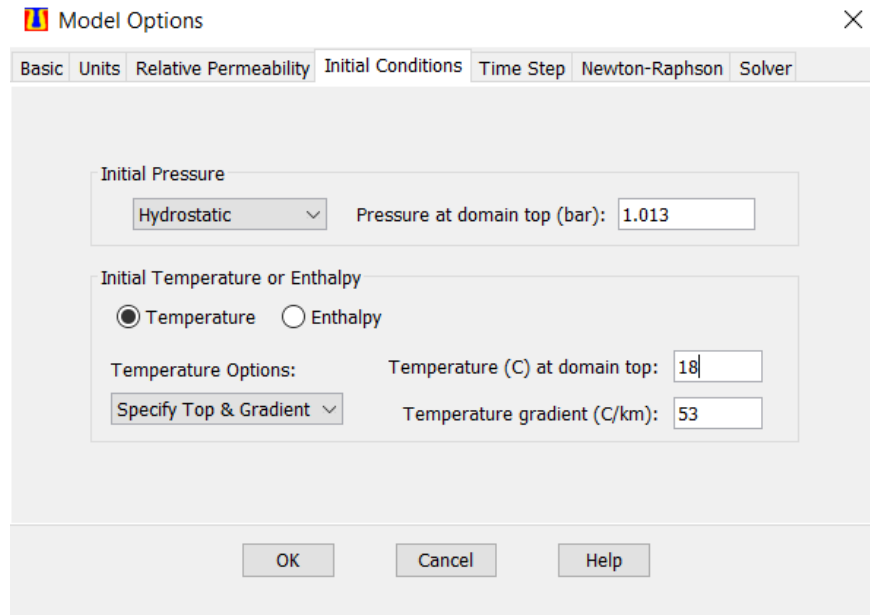 Model Options
Basic Units Relative Permeability Initial Conditions Time Step Newton-Raphson Solver
Initial Pressure
Hydrostatic Pressure at domain top (bar): 1.013
Initial Temperature or Enthalpy
Temperature Enthalpy
Temperature Options: Temperature (C) at domain top: 18
Specify Top & Gradient Temperature gradient (C/km): 53
OK Cancel Help